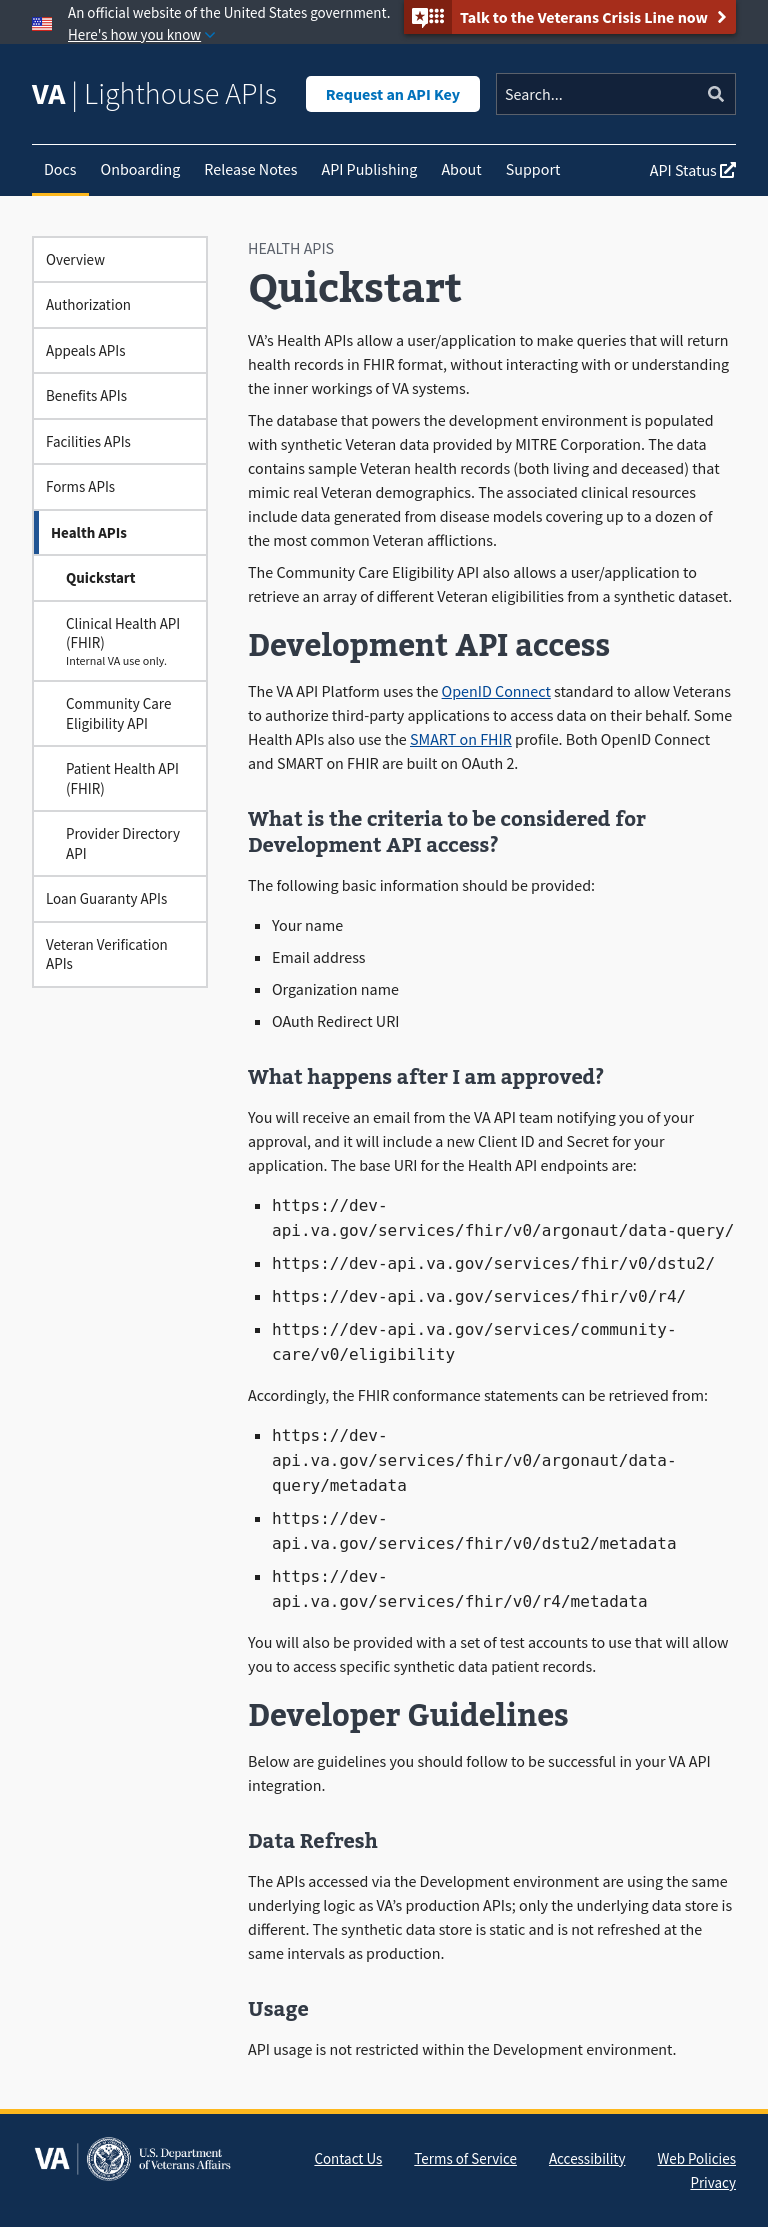 An official website of the United States government.
Here's how you know
Talk to the Veterans Crisis Line now
VA | Lighthouse APIs
Request an API Key
Search...
Docs
Onboarding
Release Notes
API Publishing
About
Support
API Status
Overview
Authorization
Appeals APIs
Benefits APIs
Facilities APIs
Forms APIs
Health APIs
Quickstart
Clinical Health API
(FHIR)
Internal VA use only.
Community Care
Eligibility API
Patient Health API
(FHIR)
Provider Directory
API
Loan Guaranty APIs
Veteran Verification
APIs
HEALTH APIS
Quickstart
VA’s Health APIs allow a user/application to make queries that will return
health records in FHIR format, without interacting with or understanding
the inner workings of VA systems.
The database that powers the development environment is populated
with synthetic Veteran data provided by MITRE Corporation. The data
contains sample Veteran health records (both living and deceased) that
mimic real Veteran demographics. The associated clinical resources
include data generated from disease models covering up to a dozen of
the most common Veteran afflictions.
The Community Care Eligibility API also allows a user/application to
retrieve an array of different Veteran eligibilities from a synthetic dataset.
Development API access
The VA API Platform uses the OpenID Connect standard to allow Veterans
to authorize third-party applications to access data on their behalf. Some
Health APIs also use the SMART on FHIR profile. Both OpenID Connect
and SMART on FHIR are built on OAuth 2.
What is the criteria to be considered for
Development API access?
The following basic information should be provided:
Your name
Email address
Organization name
OAuth Redirect URI
What happens after I am approved?
You will receive an email from the VA API team notifying you of your
approval, and it will include a new Client ID and Secret for your
application. The base URI for the Health API endpoints are:
https://dev-
api.va.gov/services/fhir/v0/argonaut/data-query/
https://dev-api.va.gov/services/fhir/v0/dstu2/
https://dev-api.va.gov/services/fhir/v0/r4/
https://dev-api.va.gov/services/community-
care/v0/eligibility
Accordingly, the FHIR conformance statements can be retrieved from:
https://dev-
api.va.gov/services/fhir/v0/argonaut/data-
query/metadata
https://dev-
api.va.gov/services/fhir/v0/dstu2/metadata
https://dev-
api.va.gov/services/fhir/v0/r4/metadata
You will also be provided with a set of test accounts to use that will allow
you to access specific synthetic data patient records.
Developer Guidelines
Below are guidelines you should follow to be successful in your VA API
integration.
Data Refresh
The APIs accessed via the Development environment are using the same
underlying logic as VA’s production APIs; only the underlying data store is
different. The synthetic data store is static and is not refreshed at the
same intervals as production.
Usage
API usage is not restricted within the Development environment.
VA
U.S. Department
of Veterans Affairs
Contact Us
Terms of Service
Accessibility
Web Policies
Privacy